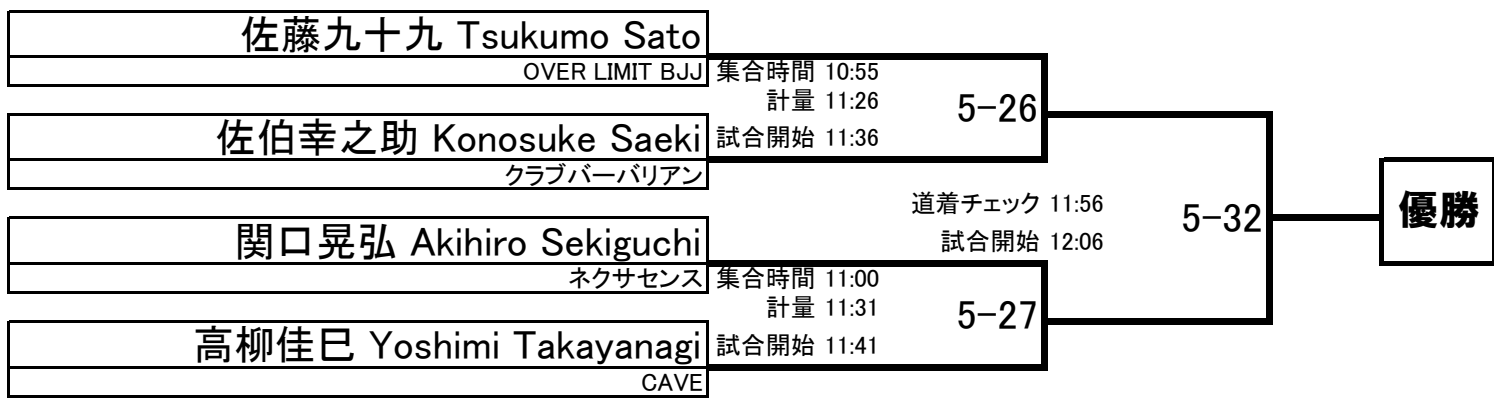 佐藤九十九 Tsukumo Sato
OVER LIMIT BJJ
集合時間 10:55
計量 11:26
試合開始 11:36
5-26
佐伯幸之助 Konosuke Saeki
クラブバーバリアン
道着チェック 11:56
試合開始 12:06
5-32
優勝
関口晃弘 Akihiro Sekiguchi
ネクサセンス
集合時間 11:00
計量 11:31
試合開始 11:41
5-27
高柳佳巳 Yoshimi Takayanagi
CAVE